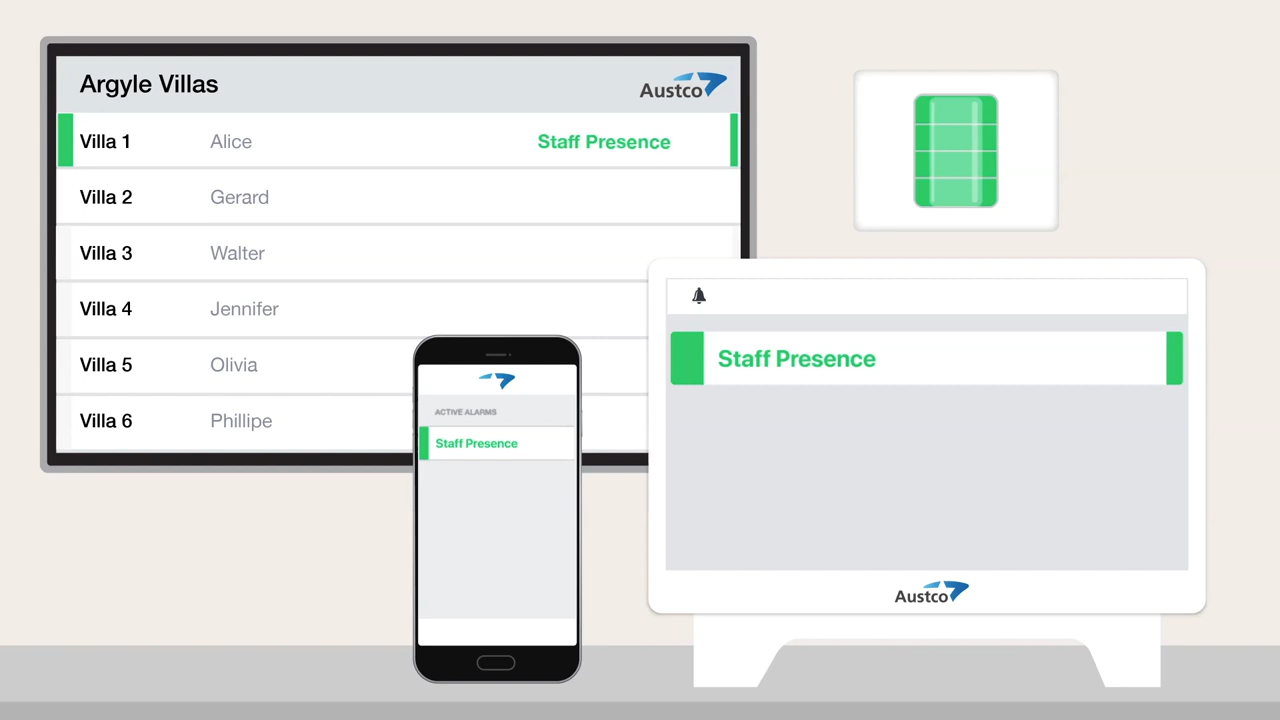 Argyle Villas
Austco
Villa 1 Alice Staff Presence
Villa 2 Gerard
Villa 3 Walter
Villa 4 Jennifer
Villa 5 Olivia
Villa 6 Phillipe
ACTIVE ALARMS
Staff Presence
Staff Presence
Austco